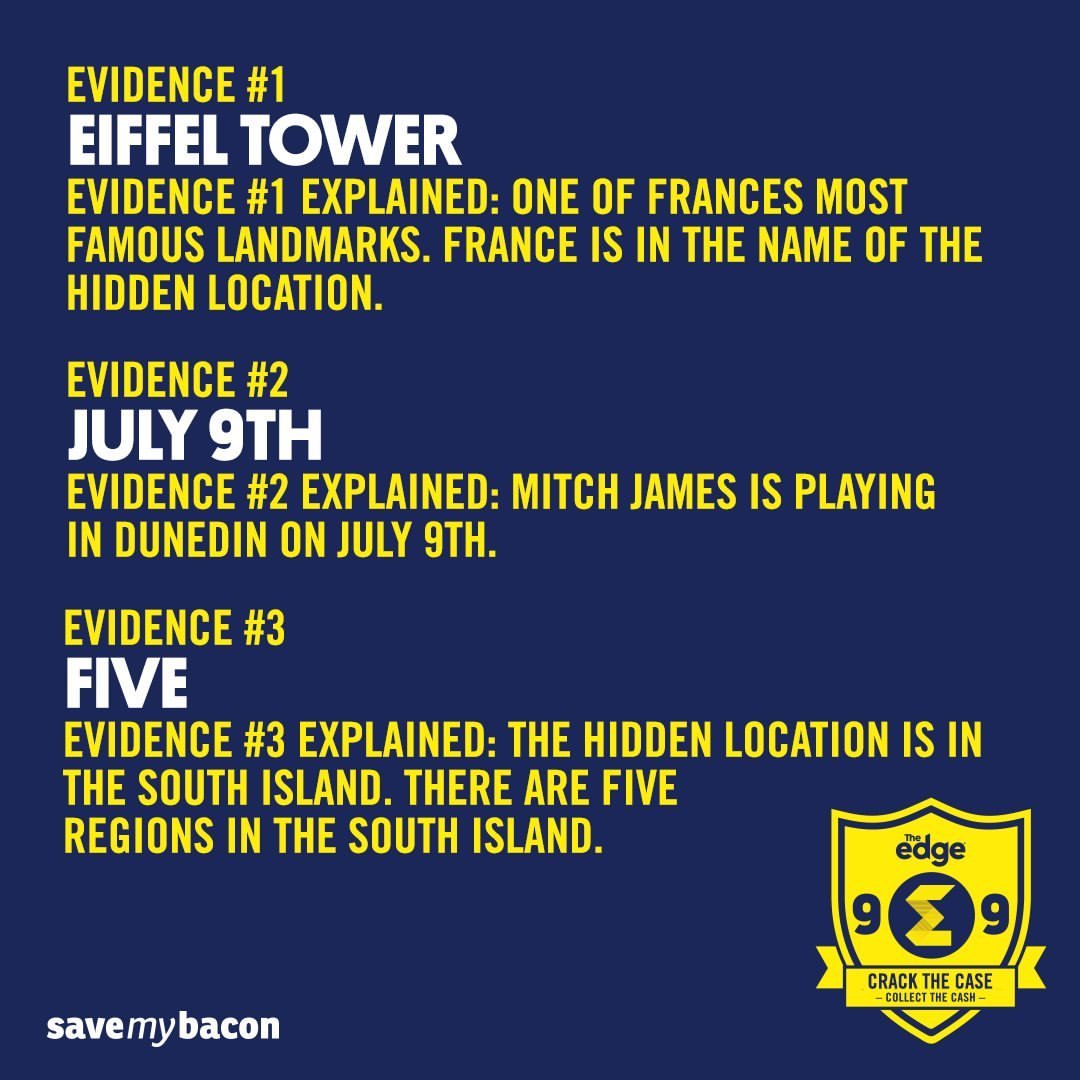 EVIDENCE #1
EIFFEL TOWER
EVIDENCE #1 EXPLAINED: ONE OF FRANCES MOST
FAMOUS LANDMARKS. FRANCE IS IN THE NAME OF THE
HIDDEN LOCATION.
EVIDENCE #2
JULY 9TH
EVIDENCE #2 EXPLAINED: MITCH JAMES IS PLAYING
IN DUNEDIN ON JULY 9TH.
EVIDENCE #3
FIVE
EVIDENCE #3 EXPLAINED: THE HIDDEN LOCATION IS IN
THE SOUTH ISLAND. THERE ARE FIVE
REGIONS IN THE SOUTH ISLAND.
The
edge
9 9
CRACK THE CASE
– COLLECT THE CASH –
savemybacon